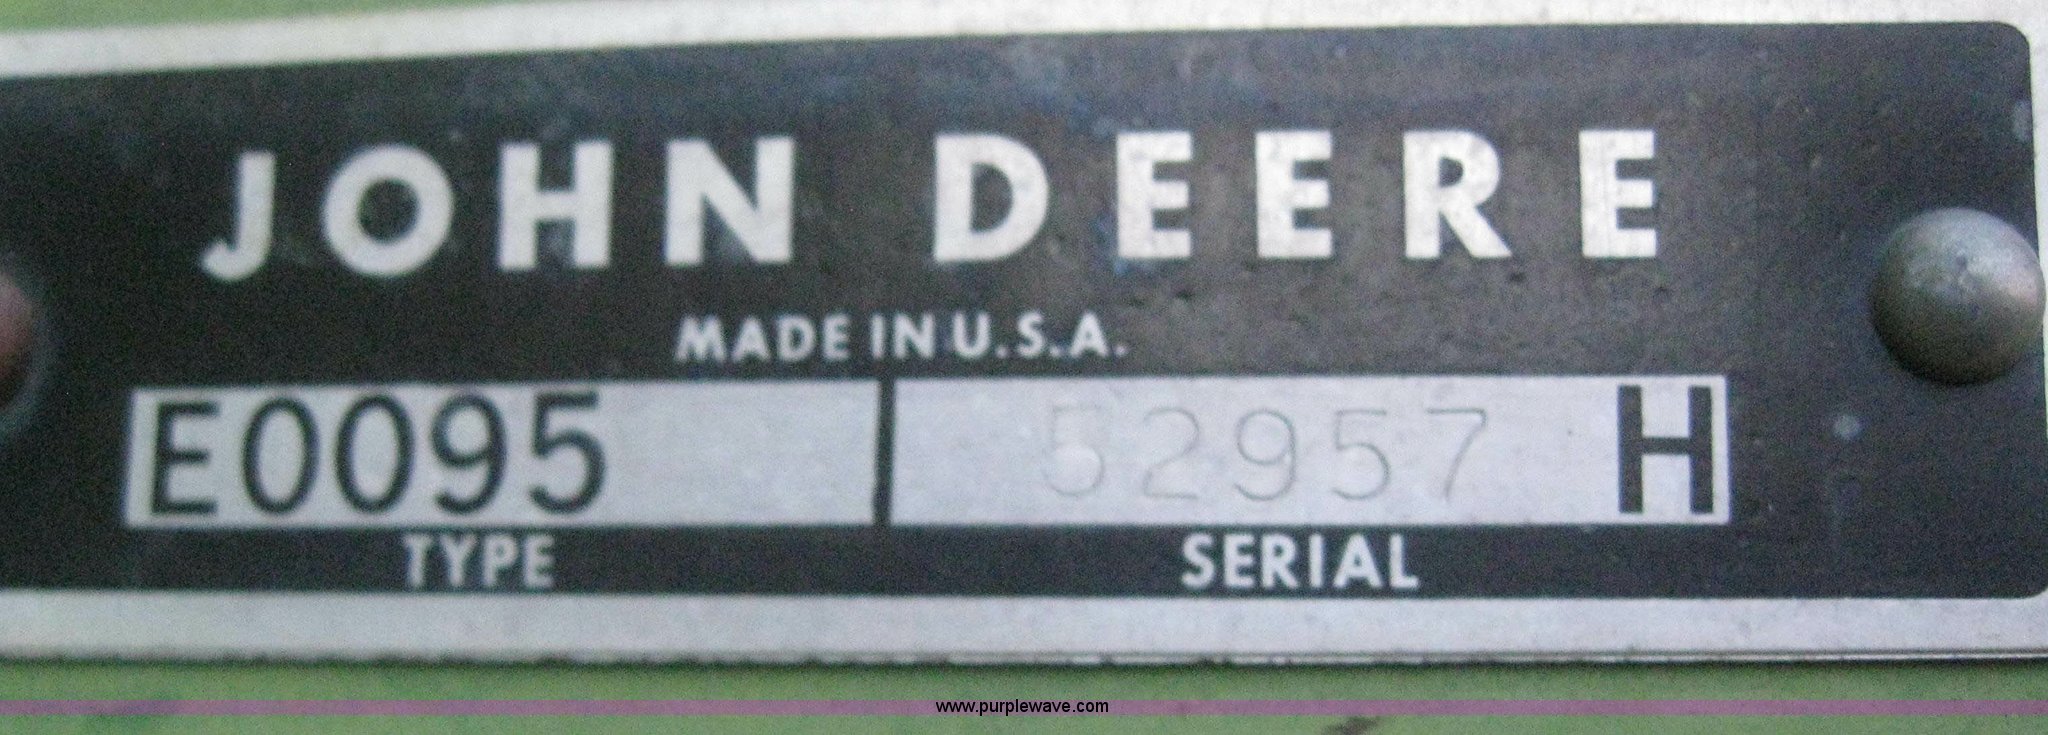 JOHN DEERE
MADE IN U.S.A.
E0095 52957 H
TYPE SERIAL
www.purplewave.com